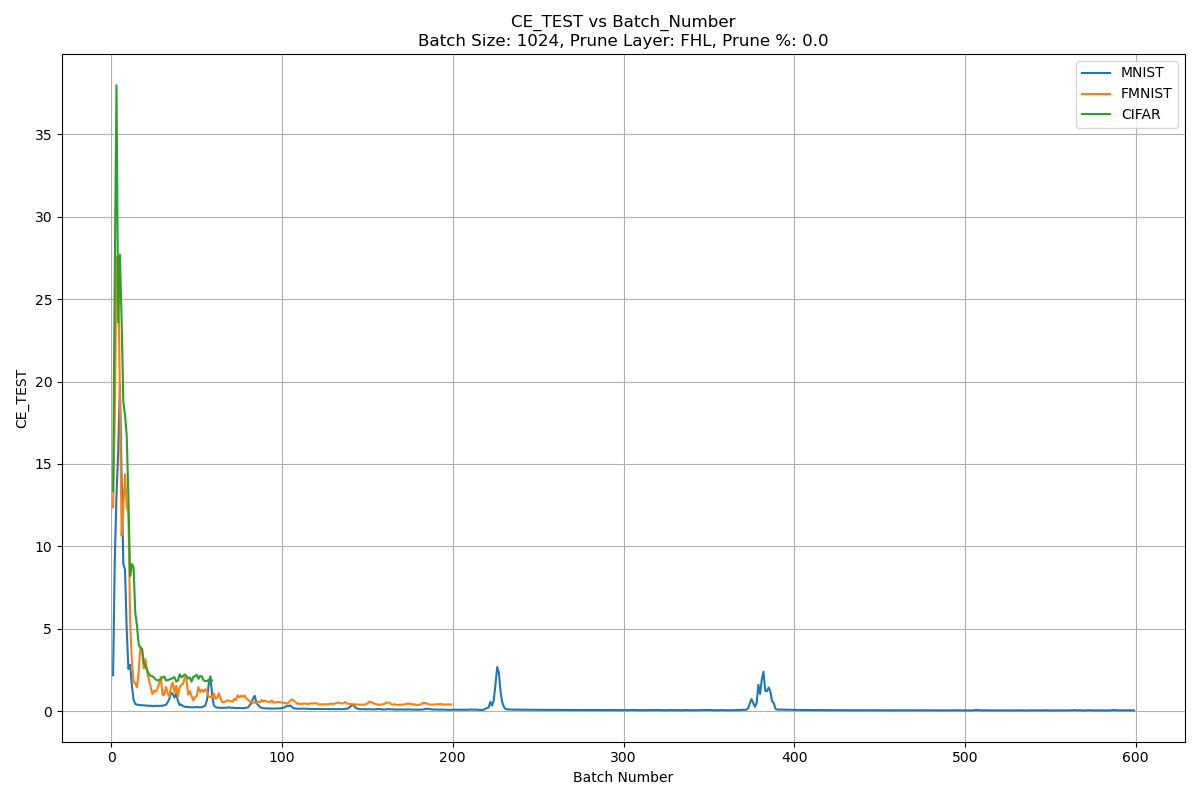 CE_TEST vs Batch_Number
Batch Size: 1024, Prune Layer: FHL, Prune %: 0.0
MNIST
FMNIST
CIFAR
35
30
25
20
15
10
5
0
CE_TEST
0 100 200 300 400 500 600
Batch Number